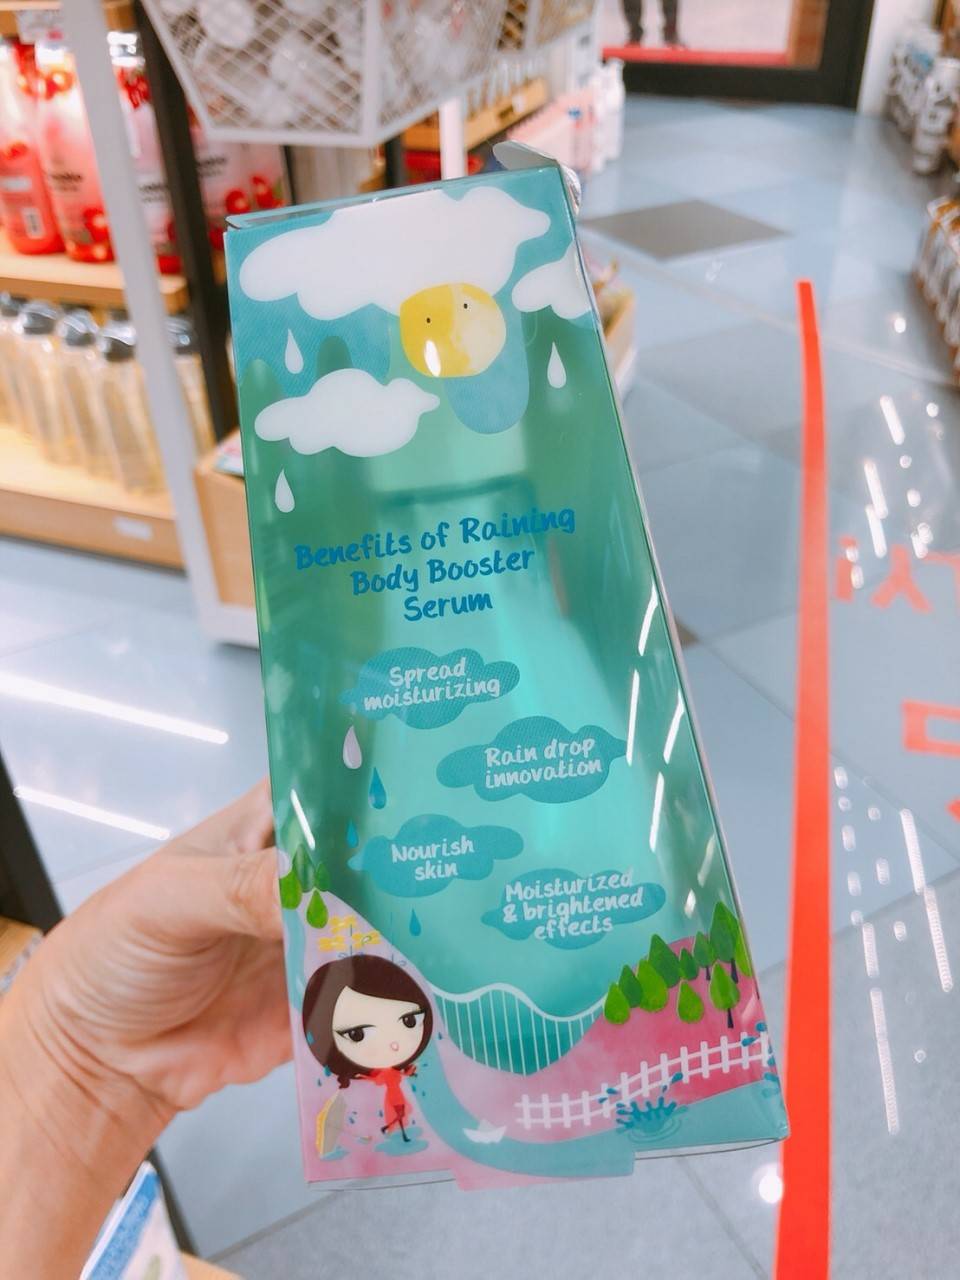 Benefits of Raining
Body Booster
Serum
Spread
moisturizing
Rain drop
innovation
Nourish
skin
Moisturized
& brightened
effects